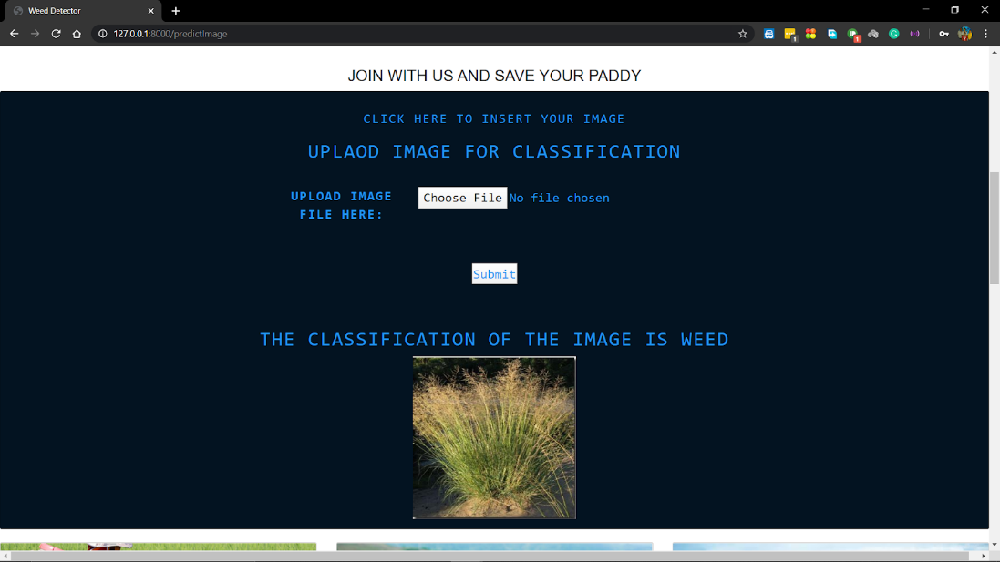 Weed Detector
127.0.0.1:8000/predictImage
1
1
JOIN WITH US AND SAVE YOUR PADDY
CLICK HERE TO INSERT YOUR IMAGE
UPLAOD IMAGE FOR CLASSIFICATION
UPLOAD IMAGE
FILE HERE:
Choose File No file chosen
Submit
THE CLASSIFICATION OF THE IMAGE IS WEED